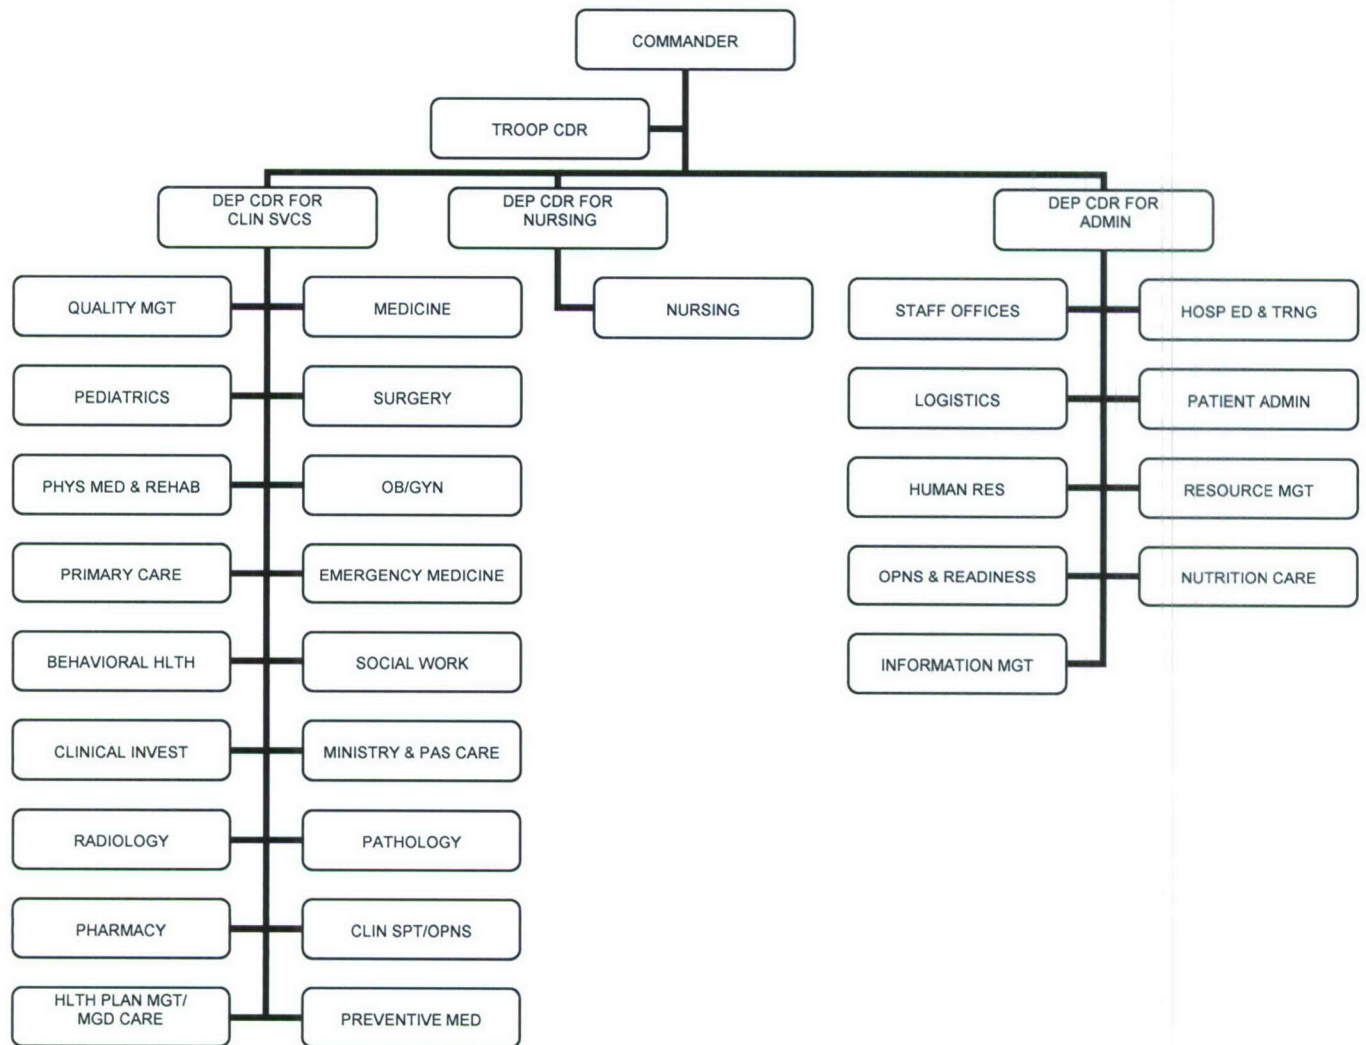 COMMANDER
TROOP CDR
DEP CDR FOR
CLIN SVCS
DEP CDR FOR
NURSING
DEP CDR FOR
ADMIN
QUALITY MGT
MEDICINE
NURSING
STAFF OFFICES
HOSP ED & TRNG
PEDIATRICS
SURGERY
LOGISTICS
PATIENT ADMIN
PHYS MED & REHAB
OB/GYN
HUMAN RES
RESOURCE MGT
PRIMARY CARE
EMERGENCY MEDICINE
OPNS & READINESS
NUTRITION CARE
BEHAVIORAL HLTH
SOCIAL WORK
INFORMATION MGT
CLINICAL INVEST
MINISTRY & PAS CARE
RADIOLOGY
PATHOLOGY
PHARMACY
CLIN SPT/OPNS
HLTH PLAN MGT/
MGD CARE
PREVENTIVE MED